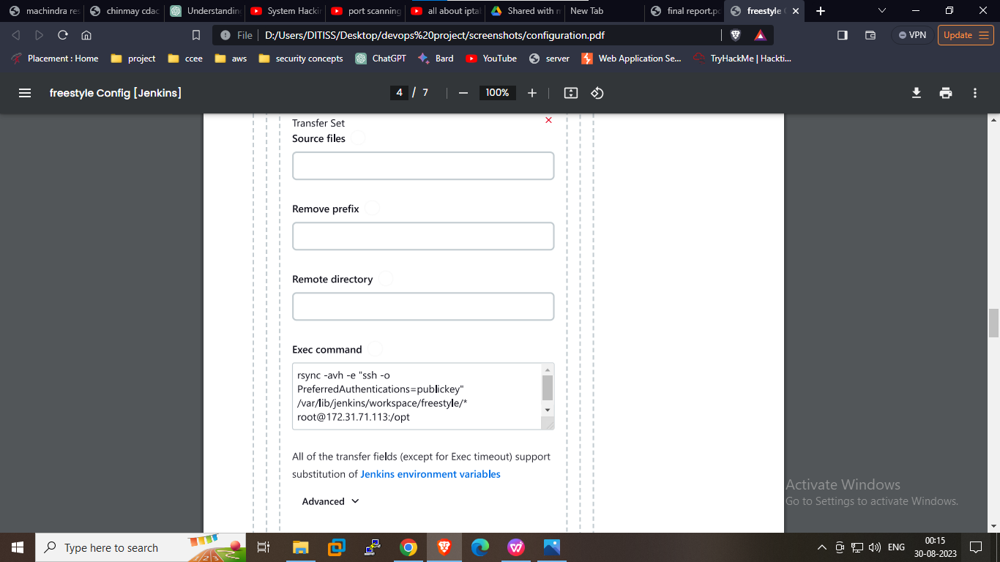 machindra res
chinmay cdac
Understandin
System Hackin
port scanning
all about iptab
Shared with m
New Tab
final report.pd
freestyle C
File D:/Users/DITISS/Desktop/devops%20project/screenshots/configuration.pdf
VPN
Update
Placement : Home
project
ccee
aws
security concepts
ChatGPT
Bard
YouTube
server
Web Application Se...
TryHackMe | Hackti...
freestyle Config [Jenkins]
4 / 7
100%
Transfer Set
Source files
Remove prefix
Remote directory
Exec command
rsync -avh -e "ssh -o
PreferredAuthentications=publickey"
/var/lib/jenkins/workspace/freestyle/*
root@172.31.71.113:/opt
All of the transfer fields (except for Exec timeout) support
substitution of Jenkins environment variables
Advanced
Activate Windows
Go to Settings to activate Windows.
Type here to search
ENG
00:15
30-08-2023